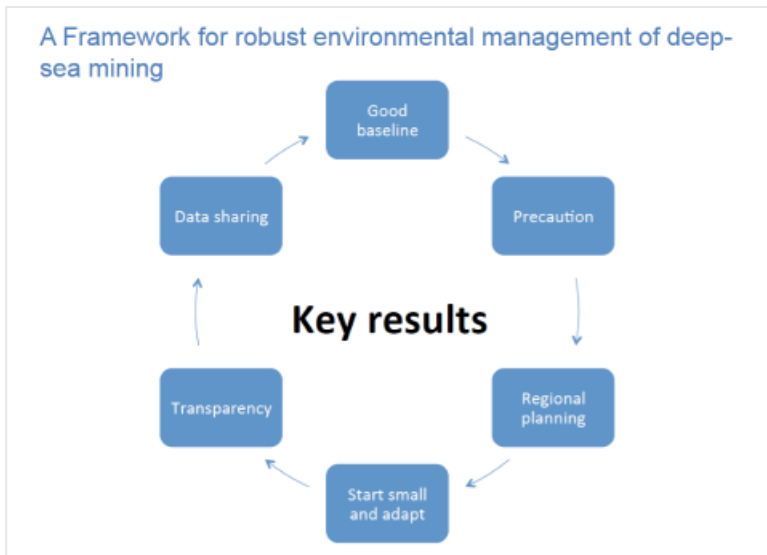 A Framework for robust environmental management of deep-
sea mining
Good
baseline
Precaution
Regional
planning
Start small
and adapt
Transparency
Data sharing
Key results